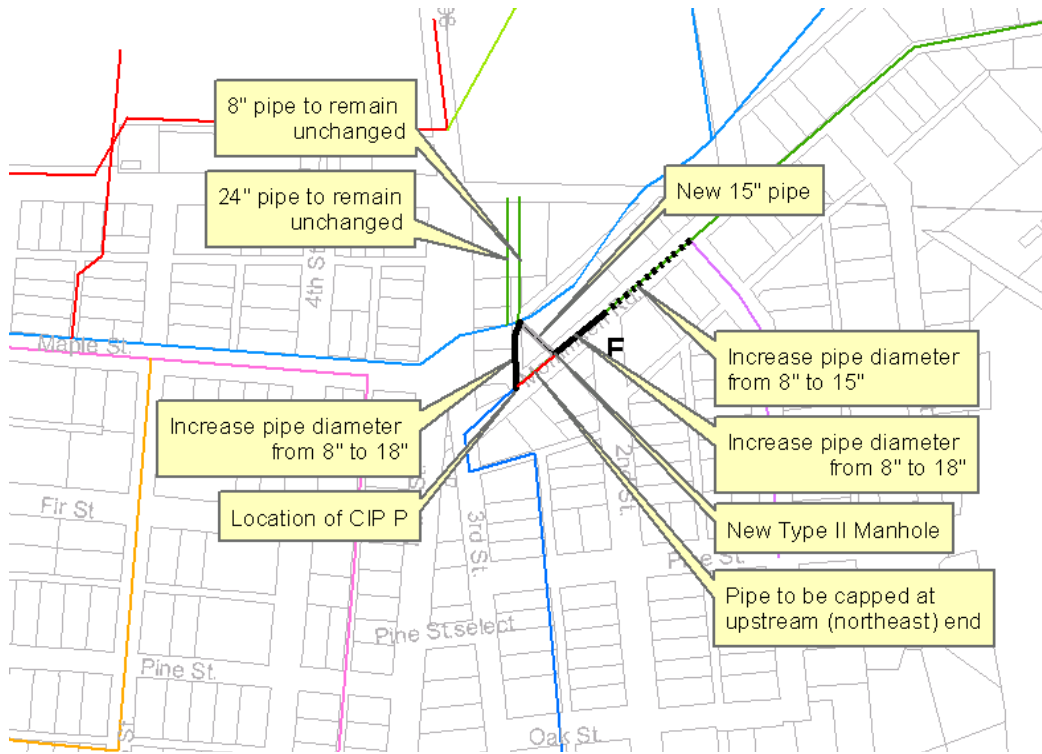 8" pipe to remain
unchanged
24" pipe to remain
unchanged
New 15" pipe
4th St
Maple St.
F
Increase pipe diameter
from 8" to 15"
Increase pipe diameter
from 8" to 18"
Increase pipe diameter
from 8" to 18"
2nd St.
Fir St
Location of CIP P
3rd St.
New Type II Manhole
Pipe to be capped at
upstream (northeast) end
Pine St.select
Pine St.
Oak St.